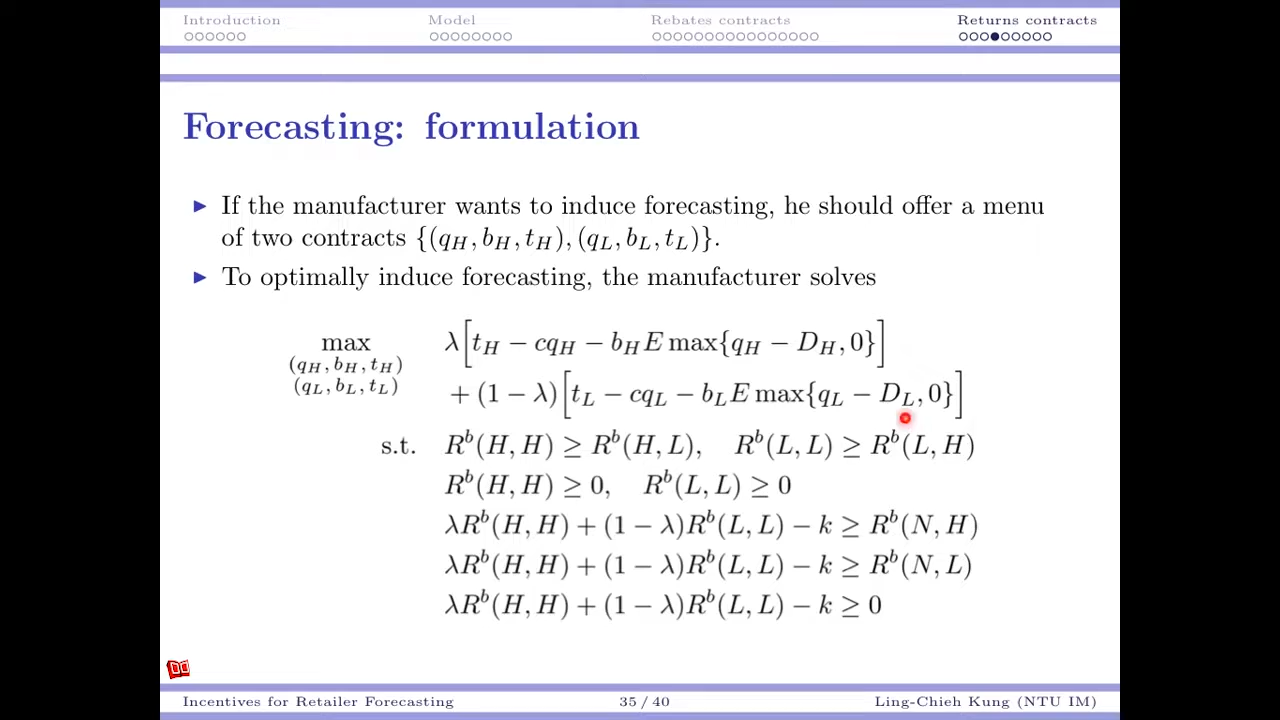 Introduction Model Rebates contracts Returns contracts
Forecasting: formulation
► If the manufacturer wants to induce forecasting, he should offer a menu
of two contracts {(q_H, b_H, t_H), (q_L, b_L, t_L)}.
► To optimally induce forecasting, the manufacturer solves
max λ[t_H − cq_H − b_H E max{q_H − D_H, 0}]
(q_H, b_H, t_H)
(q_L, b_L, t_L) + (1 − λ)[t_L − cq_L − b_L E max{q_L − D_L, 0}]
s.t. R^b(H, H) ≥ R^b(H, L), R^b(L, L) ≥ R^b(L, H)
R^b(H, H) ≥ 0, R^b(L, L) ≥ 0
λR^b(H, H) + (1 − λ)R^b(L, L) − k ≥ R^b(N, H)
λR^b(H, H) + (1 − λ)R^b(L, L) − k ≥ R^b(N, L)
λR^b(H, H) + (1 − λ)R^b(L, L) − k ≥ 0
Incentives for Retailer Forecasting 35 / 40 Ling-Chieh Kung (NTU IM)